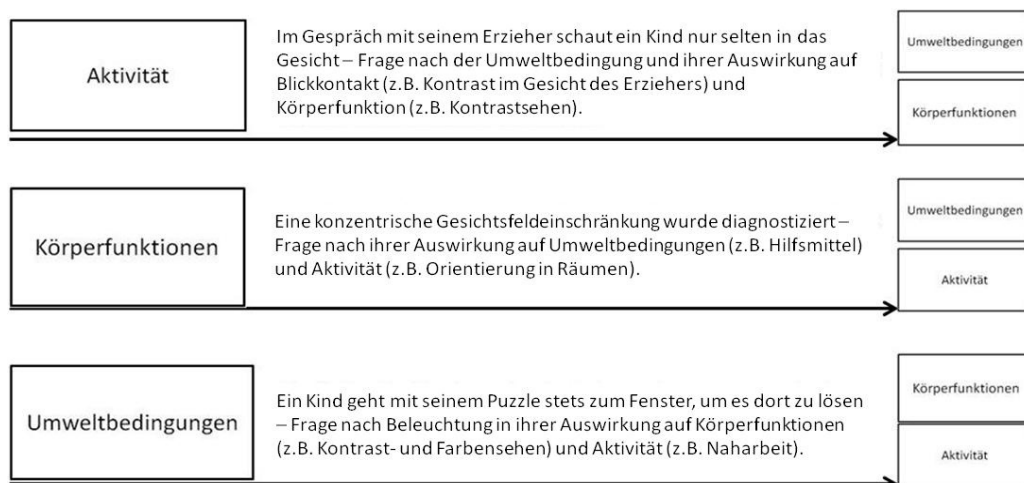 Aktivität
Im Gespräch mit seinem Erzieher schaut ein Kind nur selten in das
Gesicht – Frage nach der Umweltbedingung und ihrer Auswirkung auf
Blickkontakt (z.B. Kontrast im Gesicht des Erziehers) und
Körperfunktion (z.B. Kontrastsehen).
Umweltbedingungen
Körperfunktionen
Körperfunktionen
Eine konzentrische Gesichtsfeldeinschränkung wurde diagnostiziert –
Frage nach ihrer Auswirkung auf Umweltbedingungen (z.B. Hilfsmittel)
und Aktivität (z.B. Orientierung in Räumen).
Umweltbedingungen
Aktivität
Umweltbedingungen
Ein Kind geht mit seinem Puzzle stets zum Fenster, um es dort zu lösen
– Frage nach Beleuchtung in ihrer Auswirkung auf Körperfunktionen
(z.B. Kontrast- und Farbensehen) und Aktivität (z.B. Naharbeit).
Körperfunktionen
Aktivität